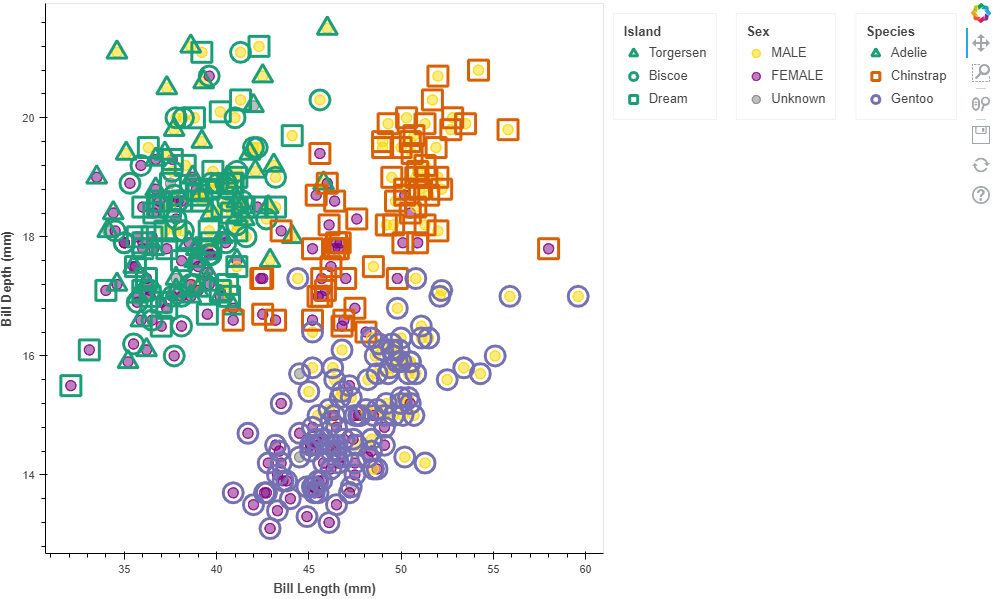 Island
Torgersen
Biscoe
Dream
Sex
MALE
FEMALE
Unknown
Species
Adelie
Chinstrap
Gentoo
Bill Depth (mm)
20
18
16
14
35 40 45 50 55 60
Bill Length (mm)